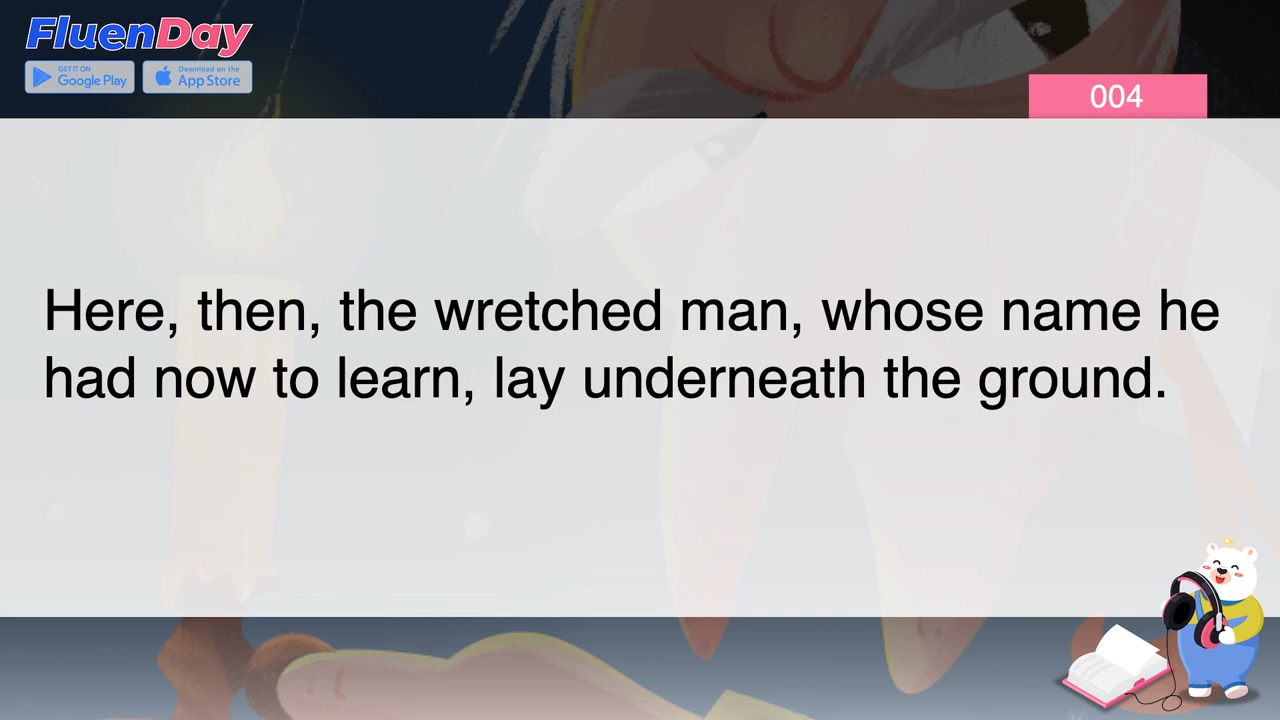 FluenDay
GET IT ON
Google Play
Download on the
App Store
004
Here, then, the wretched man, whose name he
had now to learn, lay underneath the ground.